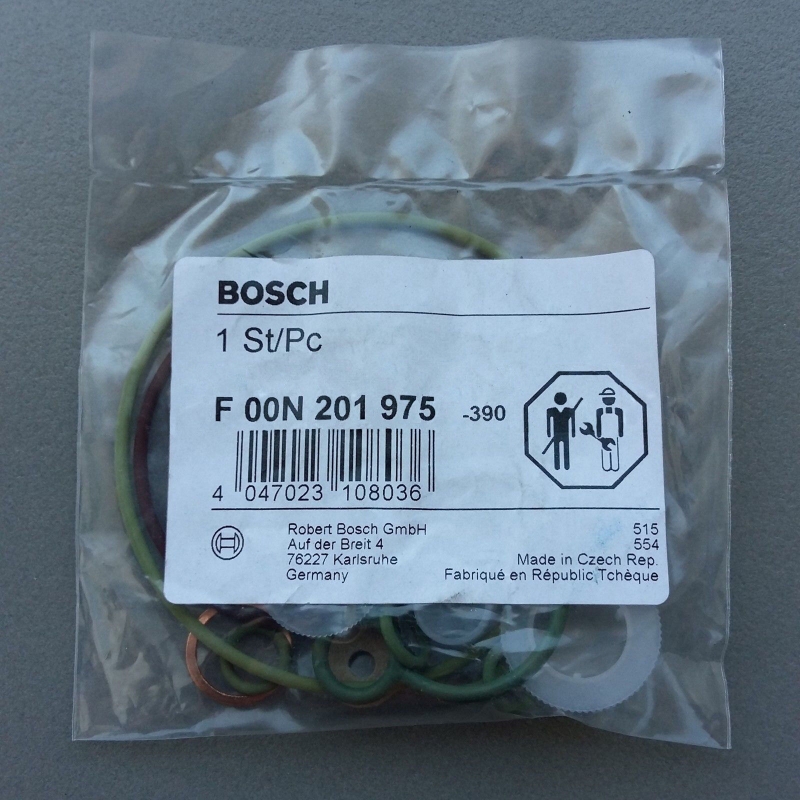 BOSCH
1 St/Pc
F 00N 201 975 -390
4 047023 108036
Robert Bosch GmbH
Auf der Breit 4
76227 Karlsruhe
Germany
515
554
Made in Czech Rep.
Fabriqué en Républic Tchèque